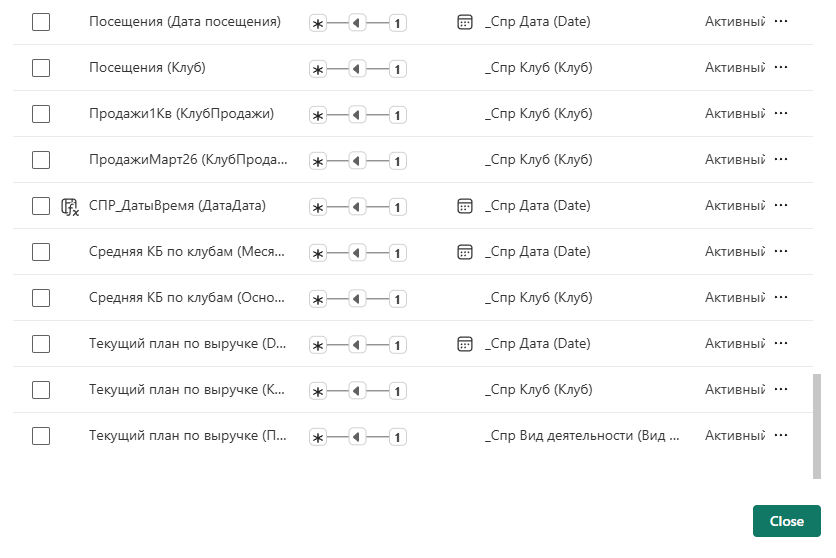 Посещения (Дата посещения) * 1 _Спр Дата (Date) Активный ...
Посещения (Клуб) * 1 _Спр Клуб (Клуб) Активный ...
Продажи1Кв (КлубПродажи) * 1 _Спр Клуб (Клуб) Активный ...
ПродажиМарт26 (КлубПрода... * 1 _Спр Клуб (Клуб) Активный ...
СПР_ДатыВремя (ДатаДата) * 1 _Спр Дата (Date) Активный ...
Средняя КБ по клубам (Меся... * 1 _Спр Дата (Date) Активный ...
Средняя КБ по клубам (Осно... * 1 _Спр Клуб (Клуб) Активный ...
Текущий план по выручке (D... * 1 _Спр Дата (Date) Активный ...
Текущий план по выручке (К... * 1 _Спр Клуб (Клуб) Активный ...
Текущий план по выручке (П... * 1 _Спр Вид деятельности (Вид ... Активный ...
Close